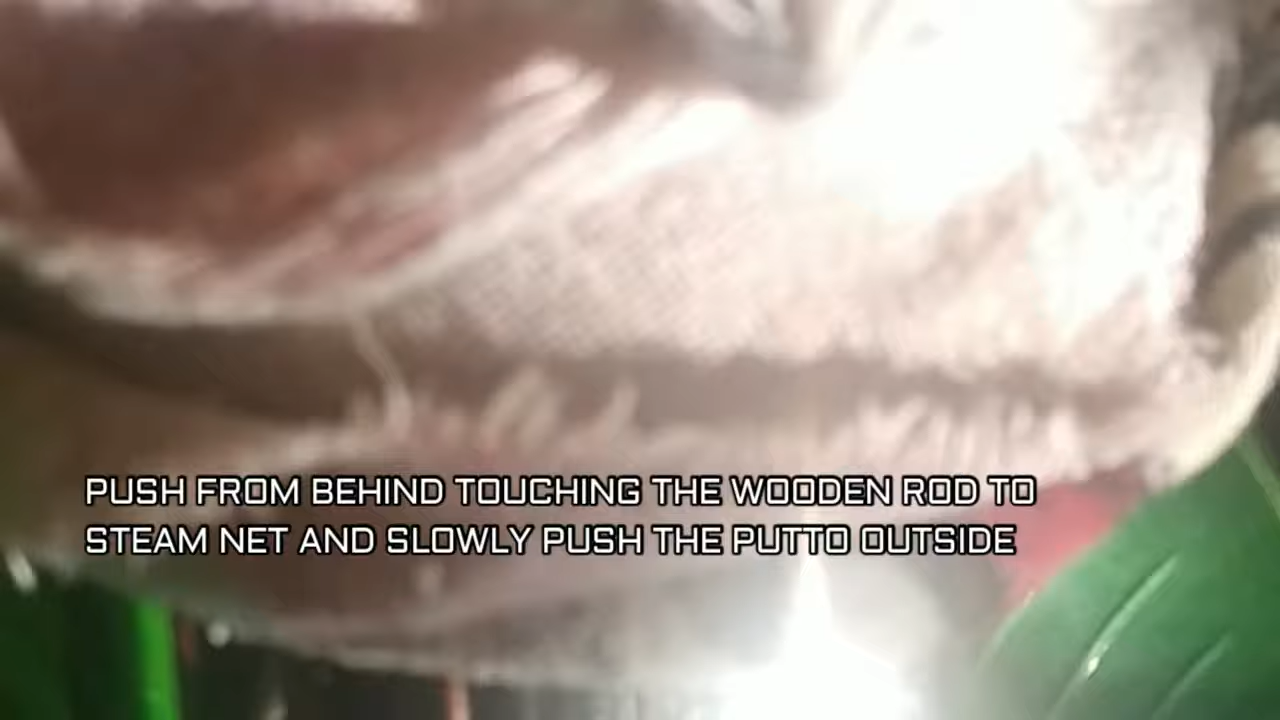 PUSH FROM BEHIND TOUCHING THE WOODEN ROD TO
STEAM NET AND SLOWLY PUSH THE PUTTO OUTSIDE